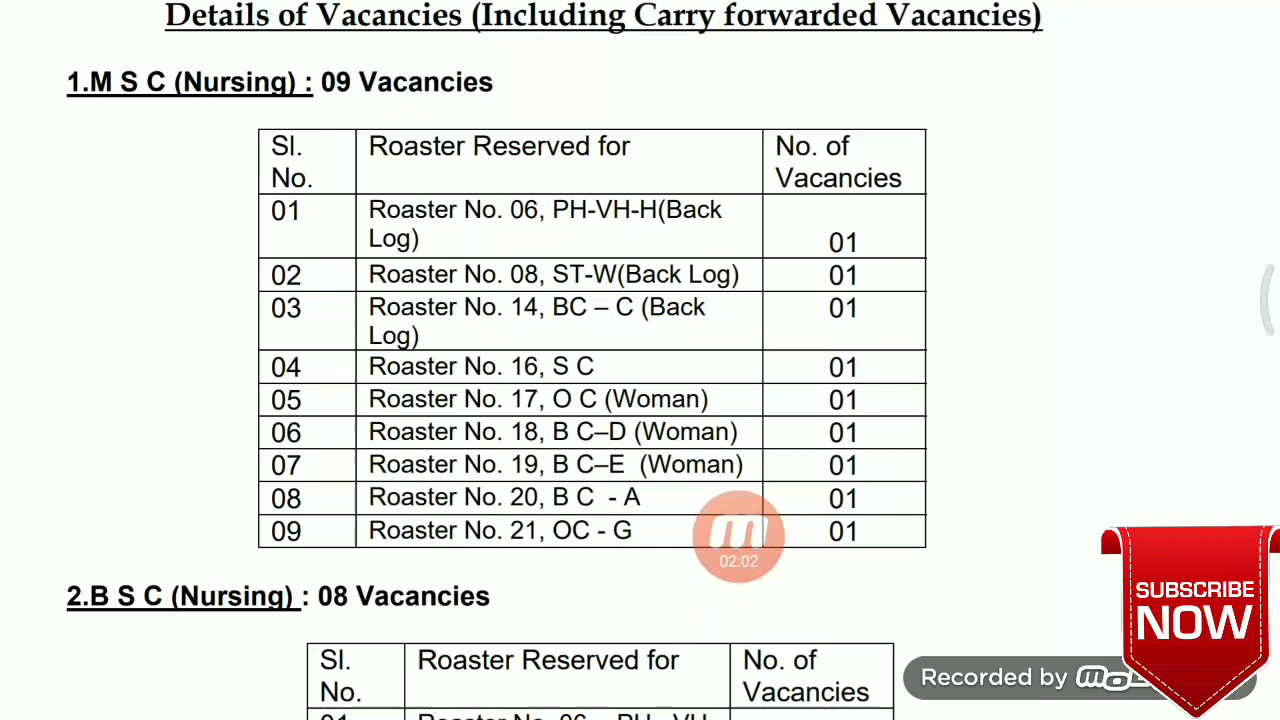 Details of Vacancies (Including Carry forwarded Vacancies)
1.M S C (Nursing) : 09 Vacancies
Sl. No. Roaster Reserved for No. of Vacancies
01 Roaster No. 06, PH-VH-H(Back Log) 01
02 Roaster No. 08, ST-W(Back Log) 01
03 Roaster No. 14, BC – C (Back Log) 01
04 Roaster No. 16, S C 01
05 Roaster No. 17, O C (Woman) 01
06 Roaster No. 18, B C–D (Woman) 01
07 Roaster No. 19, B C–E (Woman) 01
08 Roaster No. 20, B C - A 01
09 Roaster No. 21, OC - G 01
02:02
2.B S C (Nursing) : 08 Vacancies
Sl. No. Roaster Reserved for No. of Vacancies
SUBSCRIBE
NOW
Recorded by